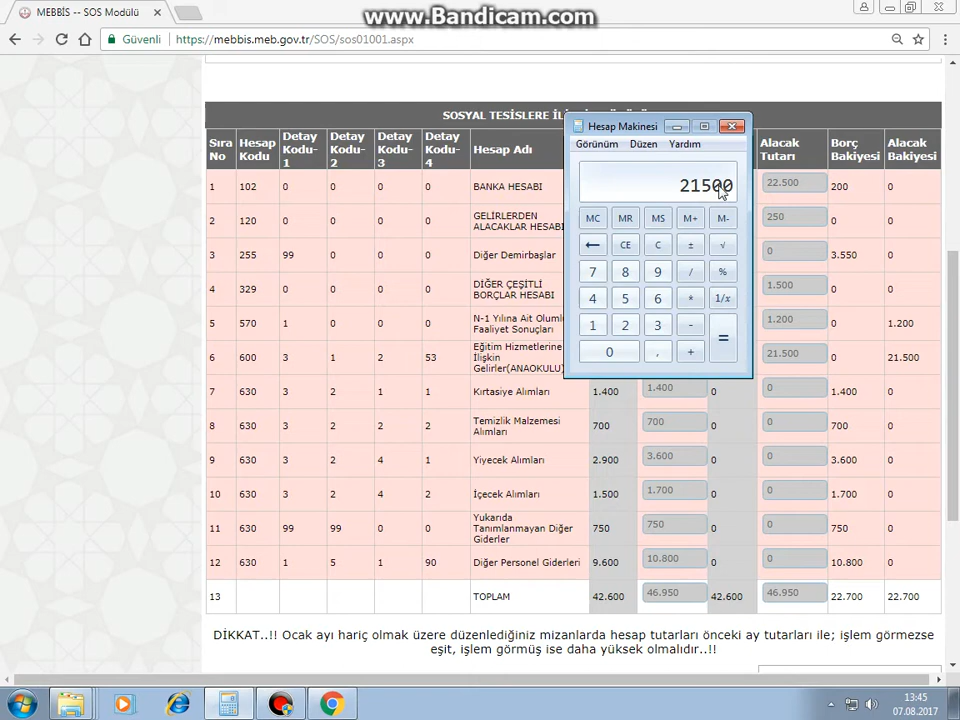 MEBBİS -- SOS Modülü
www.Bandicam.com
Güvenli
https://mebbis.meb.gov.tr/SOS/sos01001.aspx
SOSYAL TESİSLERE İL
Sıra No Hesap Kodu Detay Kodu-1 Detay Kodu-2 Detay Kodu-3 Detay Kodu-4 Hesap Adı Alacak Tutarı Borç Bakiyesi Alacak Bakiyesi
1 102 0 0 0 0 BANKA HESABI 22.500 200 0
2 120 0 0 0 0 GELİRLERDEN ALACAKLAR HESABI 250 0 0
3 255 99 0 0 0 Diğer Demirbaşlar 0 3.550 0
4 329 0 0 0 0 DİĞER ÇEŞİTLİ BORÇLAR HESABI 1.500 0 0
5 570 1 0 0 0 N-1 Yılına Ait Olumlu Faaliyet Sonuçları 1.200 0 1.200
6 600 3 1 2 53 Eğitim Hizmetlerine İlişkin Gelirler(ANAOKULU) 21.500 0 21.500
7 630 3 2 1 1 Kırtasiye Alımları 1.400 1.400 0 0 1.400 0
8 630 3 2 2 2 Temizlik Malzemesi Alımları 700 700 0 0 700 0
9 630 3 2 4 1 Yiyecek Alımları 2.900 3.600 0 0 3.600 0
10 630 3 2 4 2 İçecek Alımları 1.500 1.700 0 0 1.700 0
11 630 99 99 0 0 Yukarıda Tanımlanmayan Diğer Giderler 750 750 0 0 750 0
12 630 1 5 1 90 Diğer Personel Giderleri 9.600 10.800 0 0 10.800 0
13 TOPLAM 42.600 46.950 42.600 46.950 22.700 22.700
Hesap Makinesi
Görünüm Düzen Yardım
21500
MC MR MS M+ M-
← CE C ± √
7 8 9 / %
4 5 6 * 1/x
1 2 3 - =
0 , +
DİKKAT..!! Ocak ayı hariç olmak üzere düzenlediğiniz mizanlarda hesap tutarları önceki ay tutarları ile; işlem görmezse
eşit, işlem görmüş ise daha yüksek olmalıdır..!!
13:45
07.08.2017